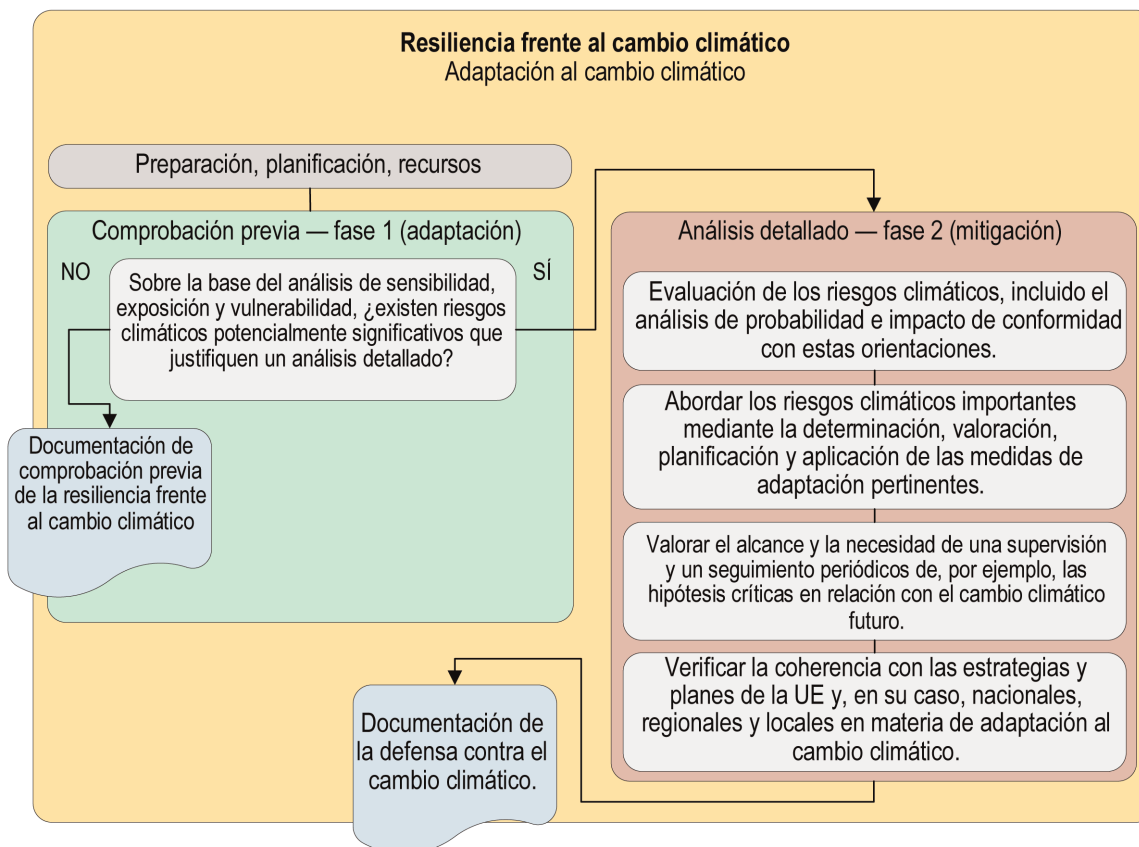 Resiliencia frente al cambio climático
Adaptación al cambio climático
Preparación, planificación, recursos
Comprobación previa — fase 1 (adaptación)
NO
SÍ
Sobre la base del análisis de sensibilidad,
exposición y vulnerabilidad, ¿existen riesgos
climáticos potencialmente significativos que
justifiquen un análisis detallado?
Documentación de
comprobación previa
de la resiliencia frente
al cambio climático
Análisis detallado — fase 2 (mitigación)
Evaluación de los riesgos climáticos, incluido el
análisis de probabilidad e impacto de conformidad
con estas orientaciones.
Abordar los riesgos climáticos importantes
mediante la determinación, valoración,
planificación y aplicación de las medidas de
adaptación pertinentes.
Valorar el alcance y la necesidad de una supervisión
y un seguimiento periódicos de, por ejemplo, las
hipótesis críticas en relación con el cambio climático
futuro.
Verificar la coherencia con las estrategias y
planes de la UE y, en su caso, nacionales,
regionales y locales en materia de adaptación al
cambio climático.
Documentación de
la defensa contra el
cambio climático.